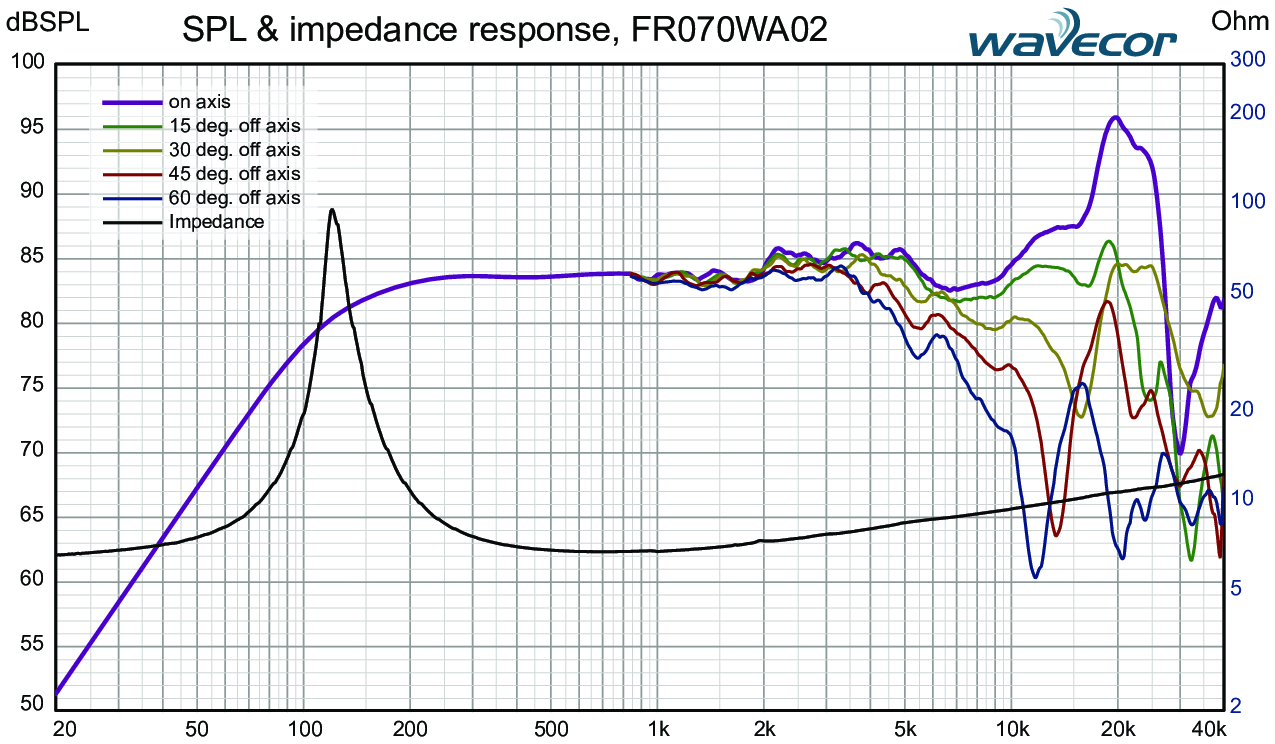 dBSPL
SPL & impedance response, FR070WA02
wavecor
Ohm
100
95
90
85
80
75
70
65
60
55
50
on axis
15 deg. off axis
30 deg. off axis
45 deg. off axis
60 deg. off axis
Impedance
300
200
100
50
20
10
5
2
20 50 100 200 500 1k 2k 5k 10k 20k 40k